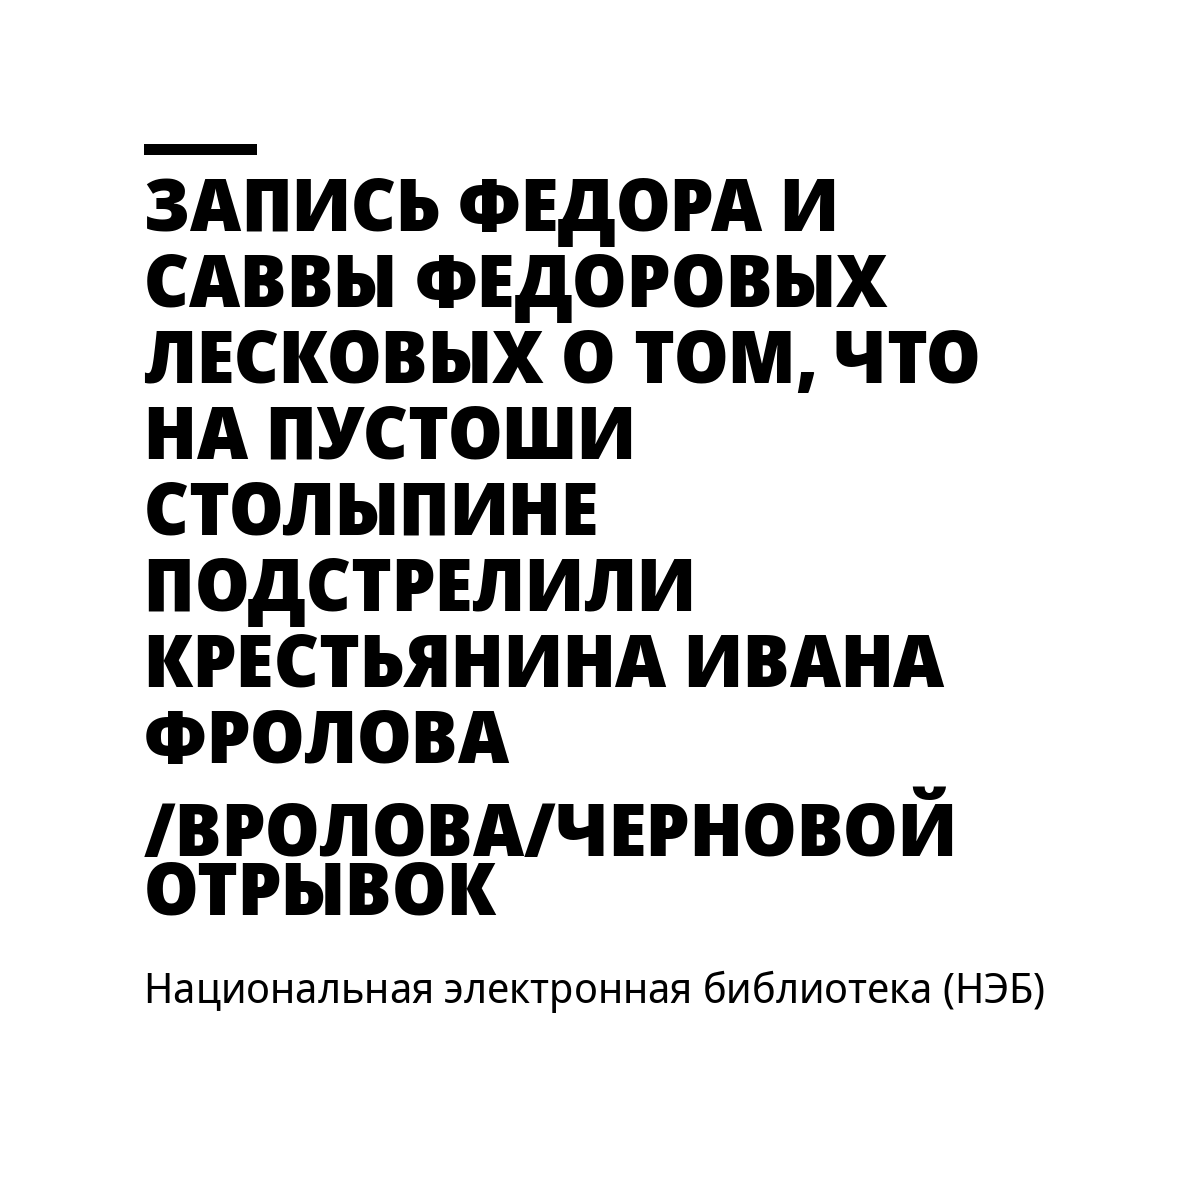 ЗАПИСЬ ФЕДОРА И
САВВЫ ФЕДОРОВЫХ
ЛЕСКОВЫХ О ТОМ, ЧТО
НА ПУСТОШИ
СТОЛЫПИНЕ
ПОДСТРЕЛИЛИ
КРЕСТЬЯНИНА ИВАНА
ФРОЛОВА
/ВРОЛОВА/ЧЕРНОВОЙ
ОТРЫВОК
Национальная электронная библиотека (НЭБ)